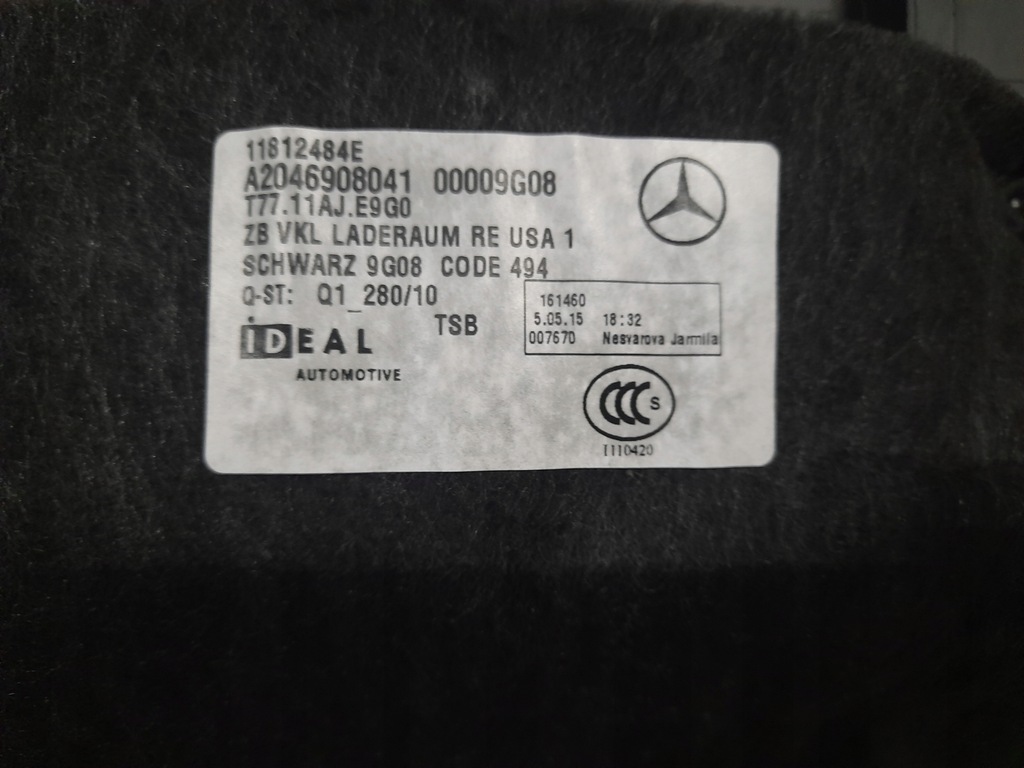 11812484E
A2046908041 00009G08
T77.11AJ.E9G0
ZB VKL LADERAUM RE USA 1
SCHWARZ 9G08 CODE 494
Q-ST: Q1_280/10
TSB
iDEAL
AUTOMOTIVE
161460
5.05.15 18:32
007670 Nesvarova Jarmila
CCC S
I110420